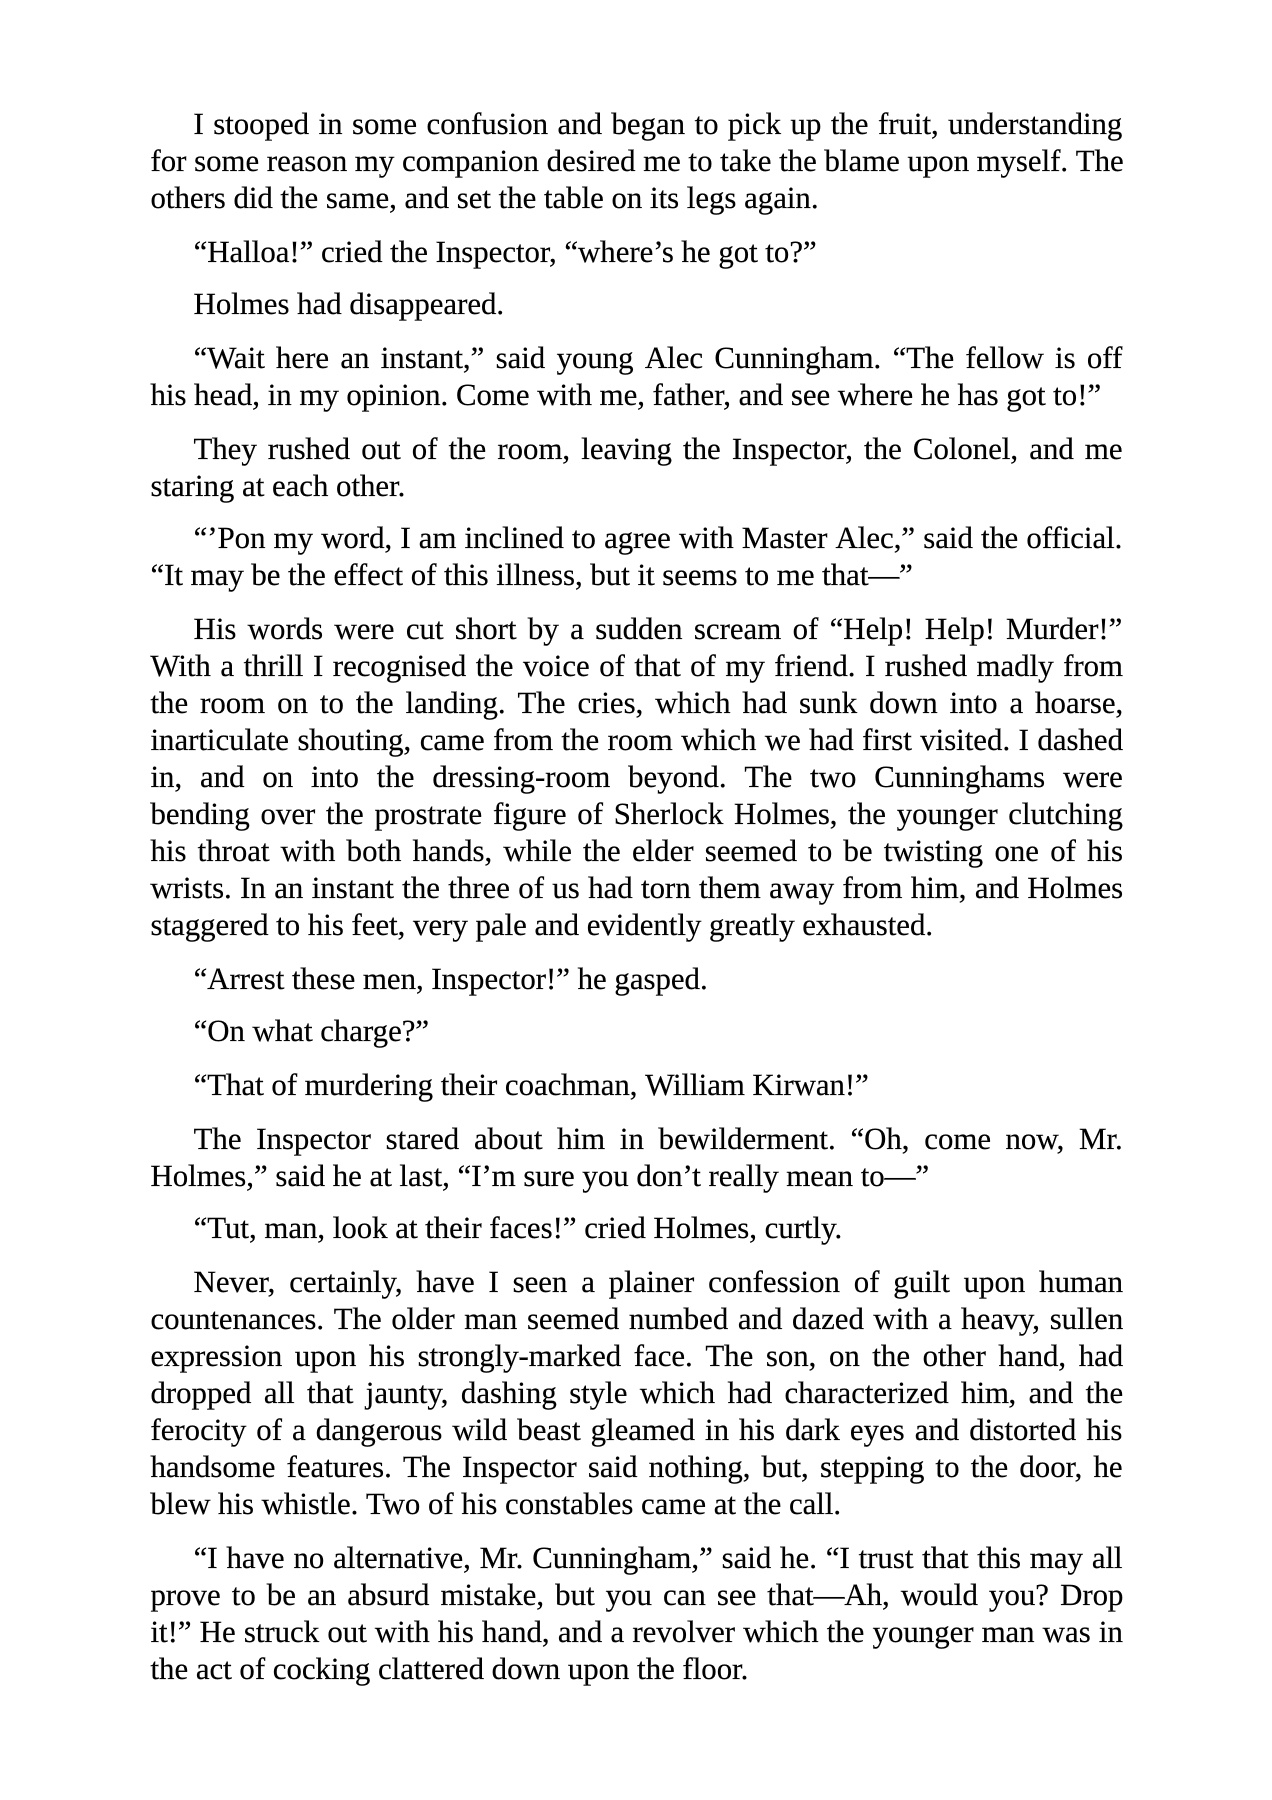 I stooped in some confusion and began to pick up the fruit, understanding
for some reason my companion desired me to take the blame upon myself. The
others did the same, and set the table on its legs again.
“Halloa!” cried the Inspector, “where’s he got to?”
Holmes had disappeared.
“Wait here an instant,” said young Alec Cunningham. “The fellow is off
his head, in my opinion. Come with me, father, and see where he has got to!”
They rushed out of the room, leaving the Inspector, the Colonel, and me
staring at each other.
“’Pon my word, I am inclined to agree with Master Alec,” said the official.
“It may be the effect of this illness, but it seems to me that—”
His words were cut short by a sudden scream of “Help! Help! Murder!”
With a thrill I recognised the voice of that of my friend. I rushed madly from
the room on to the landing. The cries, which had sunk down into a hoarse,
inarticulate shouting, came from the room which we had first visited. I dashed
in, and on into the dressing-room beyond. The two Cunninghams were
bending over the prostrate figure of Sherlock Holmes, the younger clutching
his throat with both hands, while the elder seemed to be twisting one of his
wrists. In an instant the three of us had torn them away from him, and Holmes
staggered to his feet, very pale and evidently greatly exhausted.
“Arrest these men, Inspector!” he gasped.
“On what charge?”
“That of murdering their coachman, William Kirwan!”
The Inspector stared about him in bewilderment. “Oh, come now, Mr.
Holmes,” said he at last, “I’m sure you don’t really mean to—”
“Tut, man, look at their faces!” cried Holmes, curtly.
Never, certainly, have I seen a plainer confession of guilt upon human
countenances. The older man seemed numbed and dazed with a heavy, sullen
expression upon his strongly-marked face. The son, on the other hand, had
dropped all that jaunty, dashing style which had characterized him, and the
ferocity of a dangerous wild beast gleamed in his dark eyes and distorted his
handsome features. The Inspector said nothing, but, stepping to the door, he
blew his whistle. Two of his constables came at the call.
“I have no alternative, Mr. Cunningham,” said he. “I trust that this may all
prove to be an absurd mistake, but you can see that—Ah, would you? Drop
it!” He struck out with his hand, and a revolver which the younger man was in
the act of cocking clattered down upon the floor.